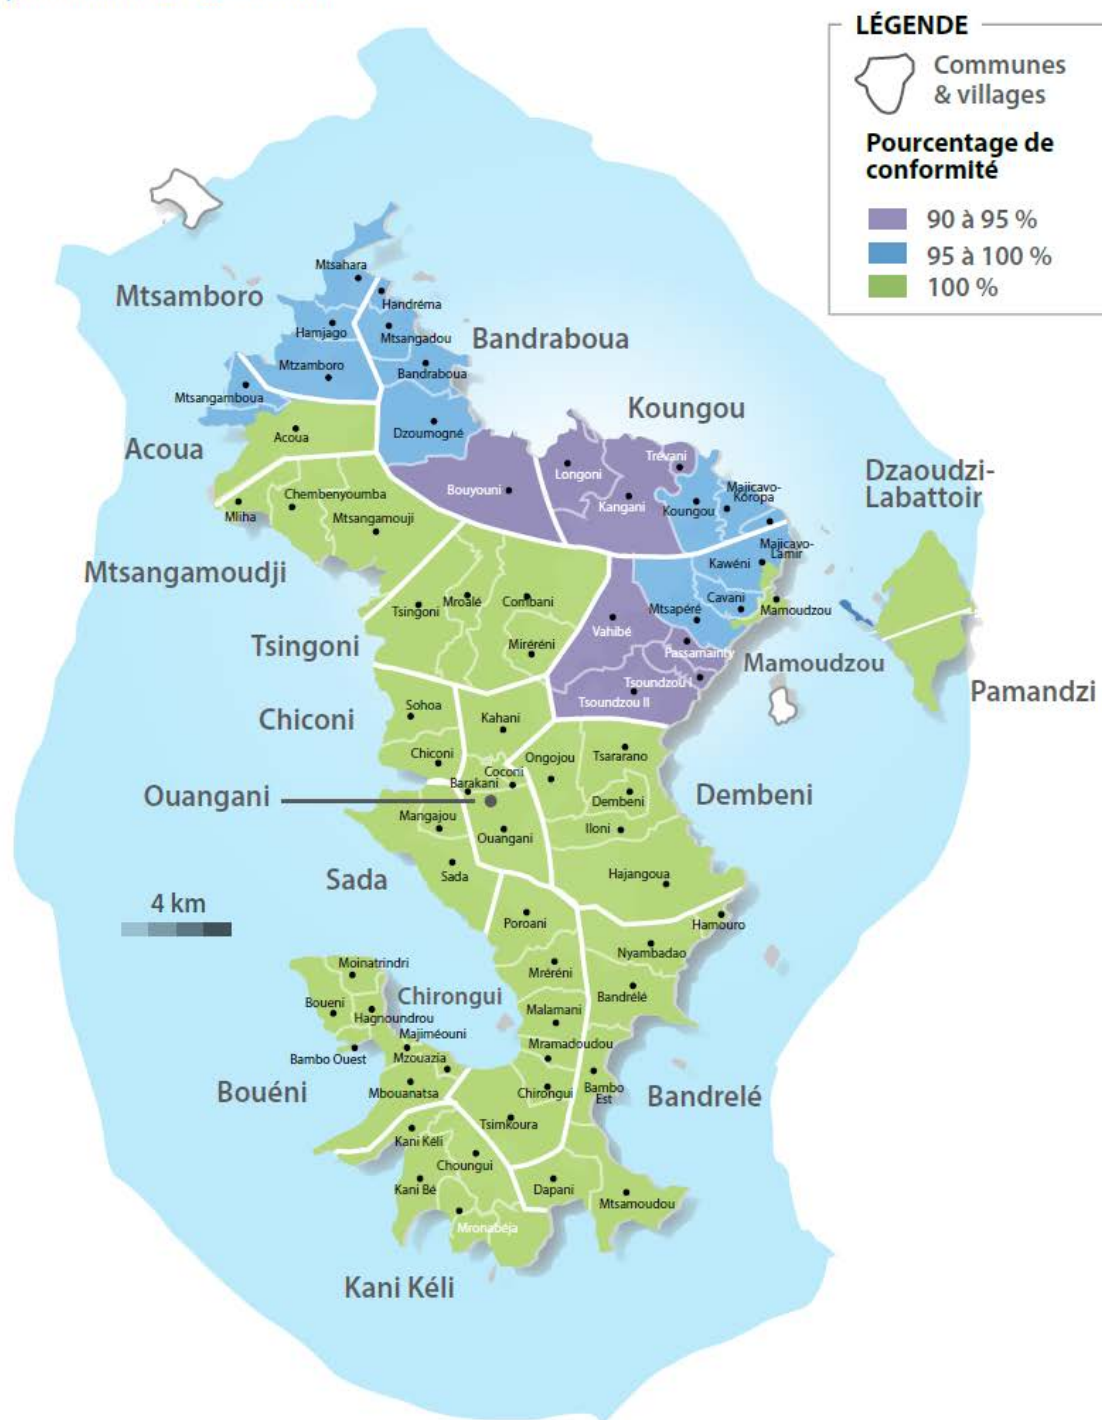 LÉGENDE
Communes
& villages
Pourcentage de
conformité
90 à 95 %
95 à 100 %
100 %
Mtsahara
Mtsamboro
Handréma
Hamjago
Mtsangadou
Bandraboua
Mtzamboro
Bandraboua
Mtsangamboua
Koungou
Dzoumogné
Acoua
Acoua
Trévani
Longoni
Dzaoudzi-
Labattoir
Bouyouni
Kangani
Koungou
Majicavo-
Koropa
Chembenyoumba
Mliha
Mtsangamouji
Majicavo-
Lamir
Kawéni
Mtsangamoudji
Cavani
Mamoudzou
Tsingoni
Mroalé
Combani
Mtsapéré
Vahibé
Tsingoni
Miréréni
Passamainty
Mamoudzou
Tsoundzou I
Tsoundzou II
Pamandzi
Chiconi
Sohoa
Kahani
Chiconi
Ongojou
Tsararano
Coconi
Barakani
Ouangani
Dembeni
Dembeni
Mangajou
Ouangani
Iloni
Sada
Sada
Hajangoua
4 km
Poroani
Hamouro
Nyambadao
Moinatrindri
Mréréni
Boueni
Chirongui
Bandrélé
Hagnoundrou
Malamani
Majiméouni
Bambo Ouest
Mzouazia
Mramadoudou
Bouéni
Mbouanatsa
Chirongui
Bambo
Est
Bandrelé
Tsimkoura
Kani Kéli
Choungui
Kani Bé
Dapani
Mtsamoudou
Mronabéja
Kani Kéli